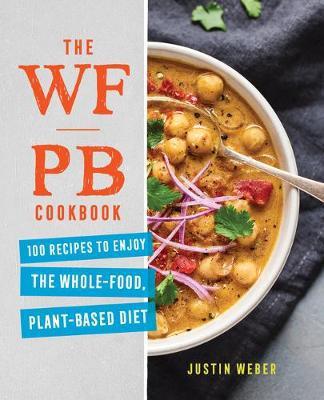 THE
WF
PB
COOKBOOK
100 RECIPES TO ENJOY
THE WHOLE-FOOD,
PLANT-BASED DIET
JUSTIN WEBER